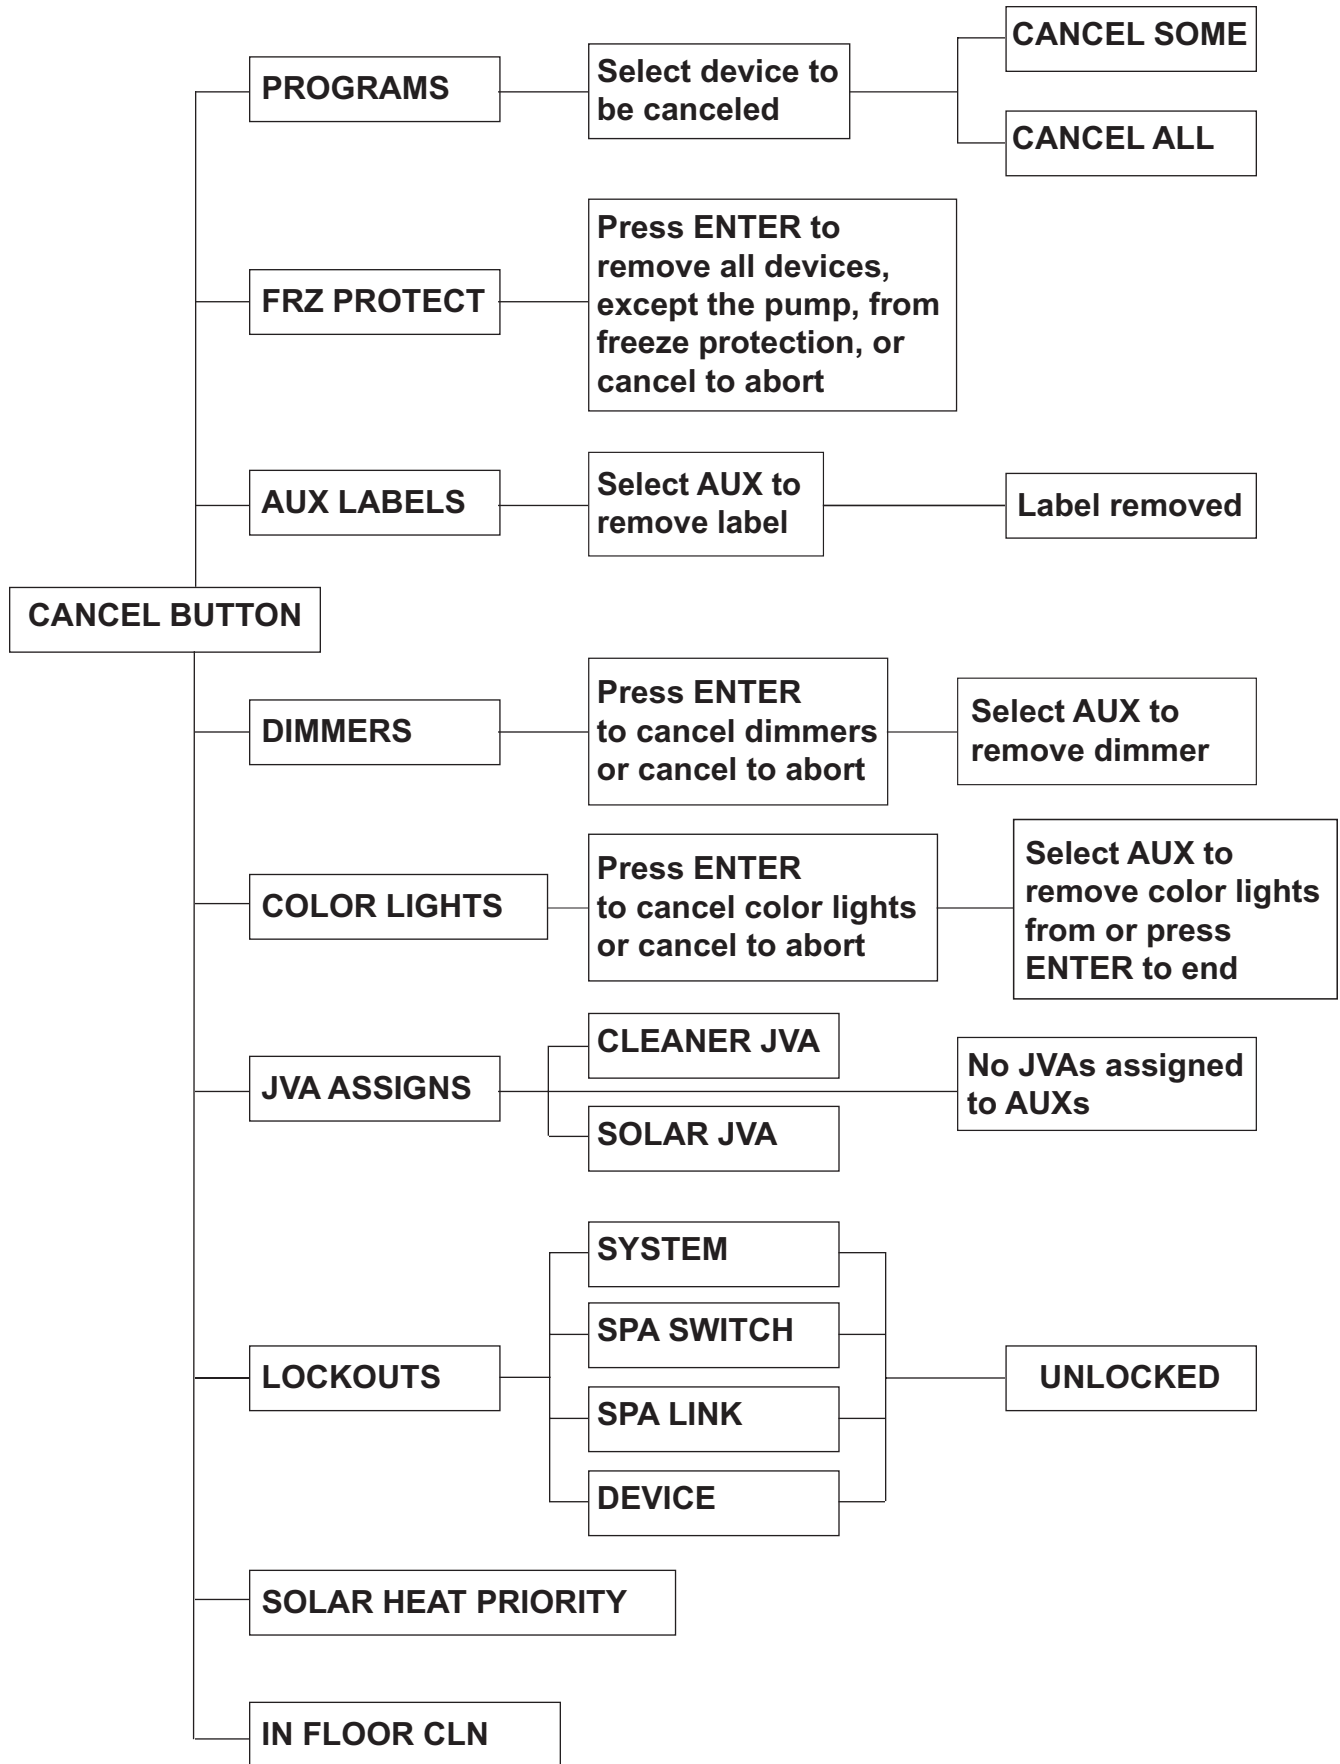 PROGRAMS
Select device to
be canceled
CANCEL SOME
CANCEL ALL
FRZ PROTECT
Press ENTER to
remove all devices,
except the pump, from
freeze protection, or
cancel to abort
AUX LABELS
Select AUX to
remove label
Label removed
CANCEL BUTTON
DIMMERS
Press ENTER
to cancel dimmers
or cancel to abort
Select AUX to
remove dimmer
COLOR LIGHTS
Press ENTER
to cancel color lights
or cancel to abort
Select AUX to
remove color lights
from or press
ENTER to end
JVA ASSIGNS
CLEANER JVA
SOLAR JVA
No JVAs assigned
to AUXs
LOCKOUTS
SYSTEM
SPA SWITCH
SPA LINK
DEVICE
UNLOCKED
SOLAR HEAT PRIORITY
IN FLOOR CLN